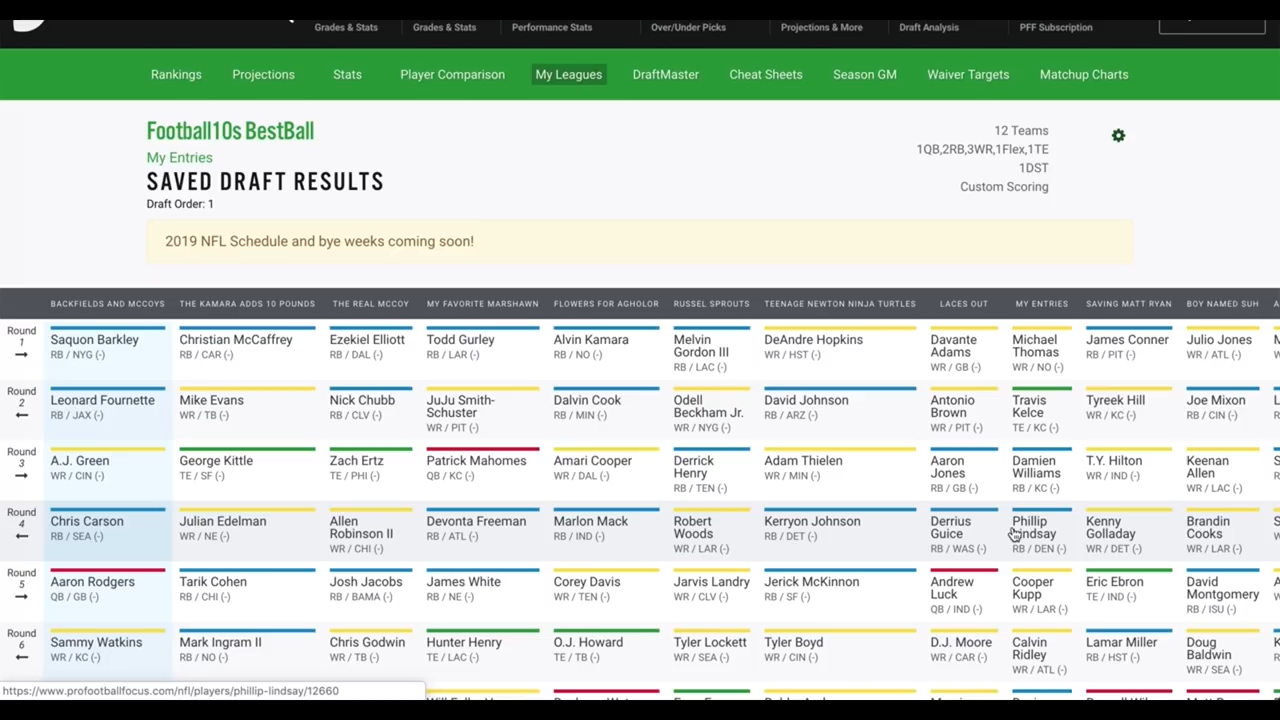 Grades & Stats Grades & Stats Performance Stats Over/Under Picks Projections & More Draft Analysis PFF Subscription
Rankings Projections Stats Player Comparison My Leagues DraftMaster Cheat Sheets Season GM Waiver Targets Matchup Charts
Football10s BestBall
My Entries
SAVED DRAFT RESULTS
Draft Order: 1
12 Teams
1QB,2RB,3WR,1Flex,1TE
1DST
Custom Scoring
2019 NFL Schedule and bye weeks coming soon!
BACKFIELDS AND MCCOYS THE KAMARA ADDS 10 POUNDS THE REAL MCCOY MY FAVORITE MARSHAWN FLOWERS FOR AGHOLOR RUSSEL SPROUTS TEENAGE NEWTON NINJA TURTLES LACES OUT MY ENTRIES SAVING MATT RYAN BOY NAMED SUH
Round 1 →
Saquon Barkley RB / NYG (-)
Christian McCaffrey RB / CAR (-)
Ezekiel Elliott RB / DAL (-)
Todd Gurley RB / LAR (-)
Alvin Kamara RB / NO (-)
Melvin Gordon III RB / LAC (-)
DeAndre Hopkins WR / HST (-)
Davante Adams WR / GB (-)
Michael Thomas WR / NO (-)
James Conner RB / PIT (-)
Julio Jones WR / ATL (-)
Round 2 ←
Leonard Fournette RB / JAX (-)
Mike Evans WR / TB (-)
Nick Chubb RB / CLV (-)
JuJu Smith-Schuster WR / PIT (-)
Dalvin Cook RB / MIN (-)
Odell Beckham Jr. WR / NYG (-)
David Johnson RB / ARZ (-)
Antonio Brown WR / PIT (-)
Travis Kelce TE / KC (-)
Tyreek Hill WR / KC (-)
Joe Mixon RB / CIN (-)
Round 3 →
A.J. Green WR / CIN (-)
George Kittle TE / SF (-)
Zach Ertz TE / PHI (-)
Patrick Mahomes QB / KC (-)
Amari Cooper WR / DAL (-)
Derrick Henry RB / TEN (-)
Adam Thielen WR / MIN (-)
Aaron Jones RB / GB (-)
Damien Williams RB / KC (-)
T.Y. Hilton WR / IND (-)
Keenan Allen WR / LAC (-)
Round 4 ←
Chris Carson RB / SEA (-)
Julian Edelman WR / NE (-)
Allen Robinson II WR / CHI (-)
Devonta Freeman RB / ATL (-)
Marlon Mack RB / IND (-)
Robert Woods WR / LAR (-)
Kerryon Johnson RB / DET (-)
Derrius Guice RB / WAS (-)
Phillip Lindsay RB / DEN (-)
Kenny Golladay WR / DET (-)
Brandin Cooks WR / LAR (-)
Round 5 →
Aaron Rodgers QB / GB (-)
Tarik Cohen RB / CHI (-)
Josh Jacobs RB / BAMA (-)
James White RB / NE (-)
Corey Davis WR / TEN (-)
Jarvis Landry WR / CLV (-)
Jerick McKinnon RB / SF (-)
Andrew Luck QB / IND (-)
Cooper Kupp WR / LAR (-)
Eric Ebron TE / IND (-)
David Montgomery RB / ISU (-)
Round 6 ←
Sammy Watkins WR / KC (-)
Mark Ingram II RB / NO (-)
Chris Godwin WR / TB (-)
Hunter Henry TE / LAC (-)
O.J. Howard TE / TB (-)
Tyler Lockett WR / SEA (-)
Tyler Boyd WR / CIN (-)
D.J. Moore WR / CAR (-)
Calvin Ridley WR / ATL (-)
Lamar Miller RB / HST (-)
Doug Baldwin WR / SEA (-)
https://www.profootballfocus.com/nfl/players/phillip-lindsay/12660